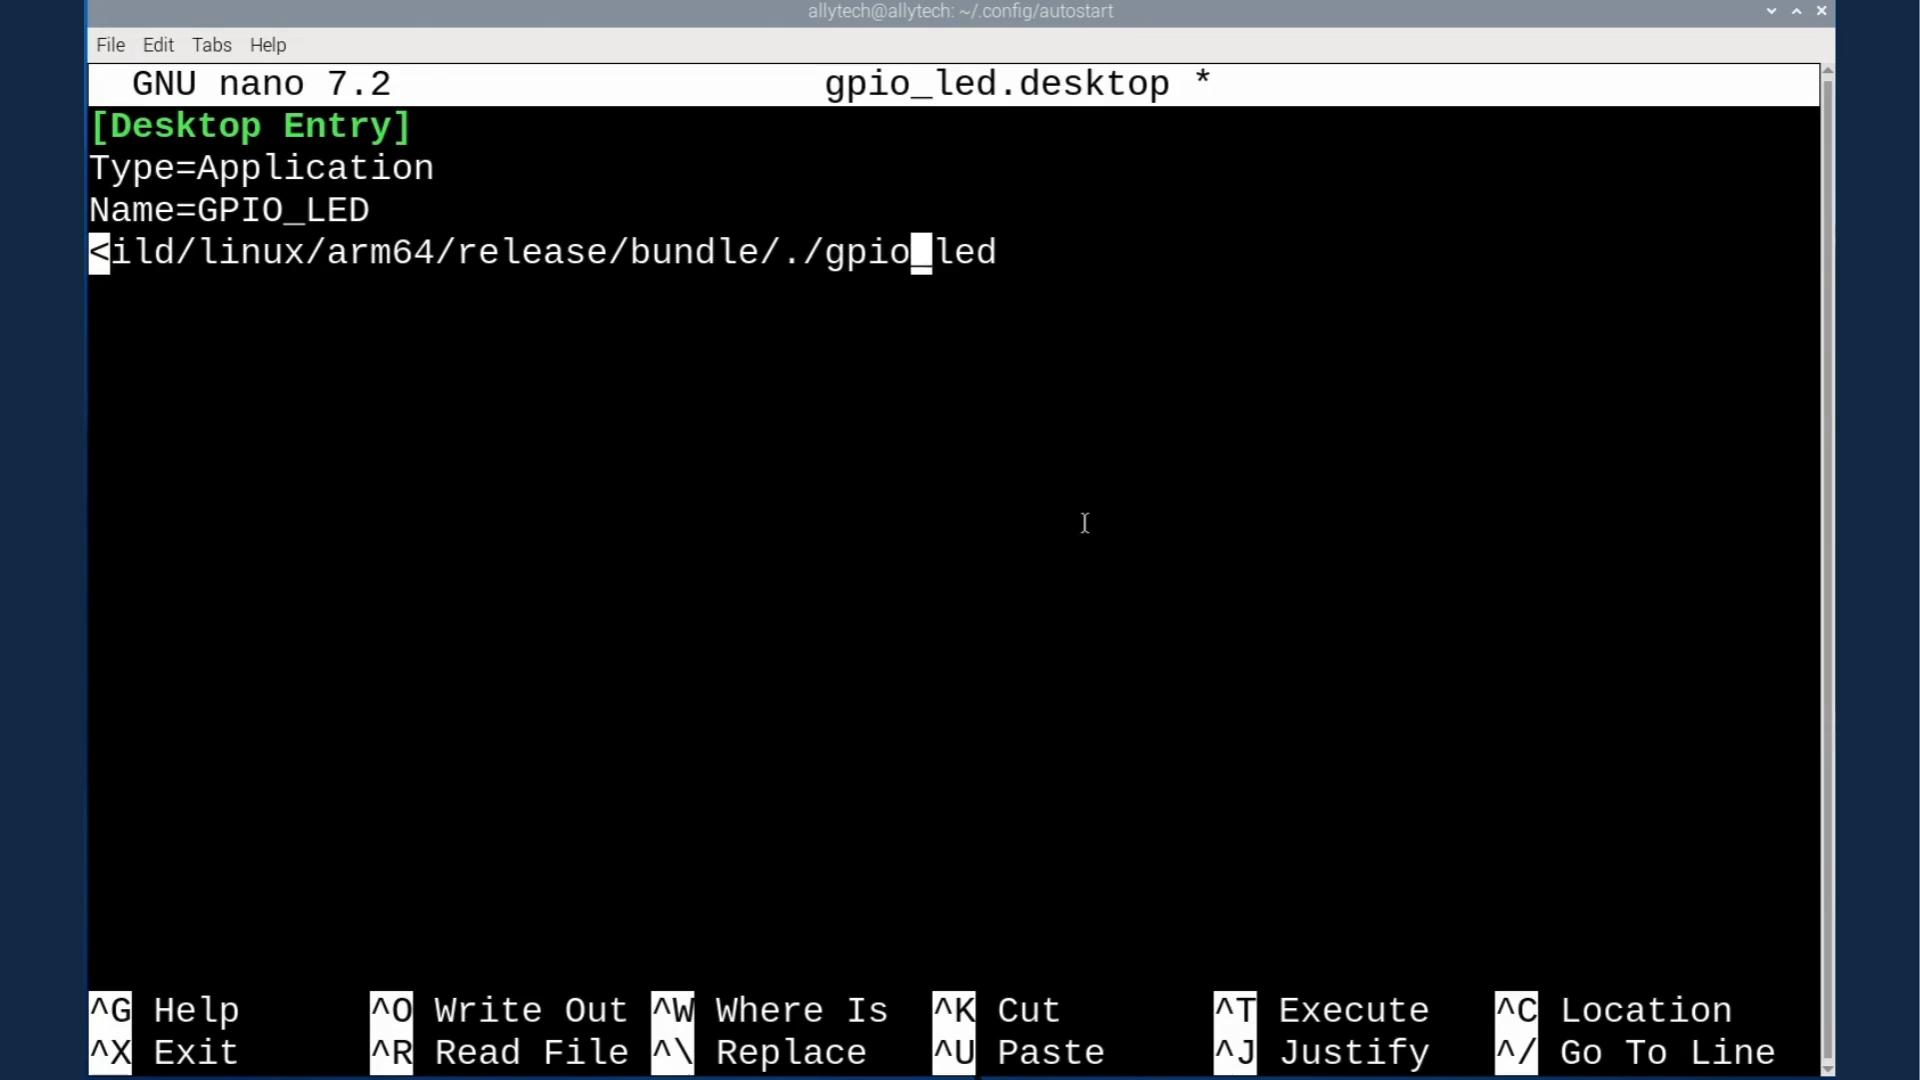 allytech@allytech: ~/.config/autostart
File Edit Tabs Help
GNU nano 7.2 gpio_led.desktop *
[Desktop Entry]
Type=Application
Name=GPIO_LED
<ild/linux/arm64/release/bundle/./gpio_led
^G Help ^O Write Out ^W Where Is ^K Cut ^T Execute ^C Location
^X Exit ^R Read File ^\ Replace ^U Paste ^J Justify ^/ Go To Line